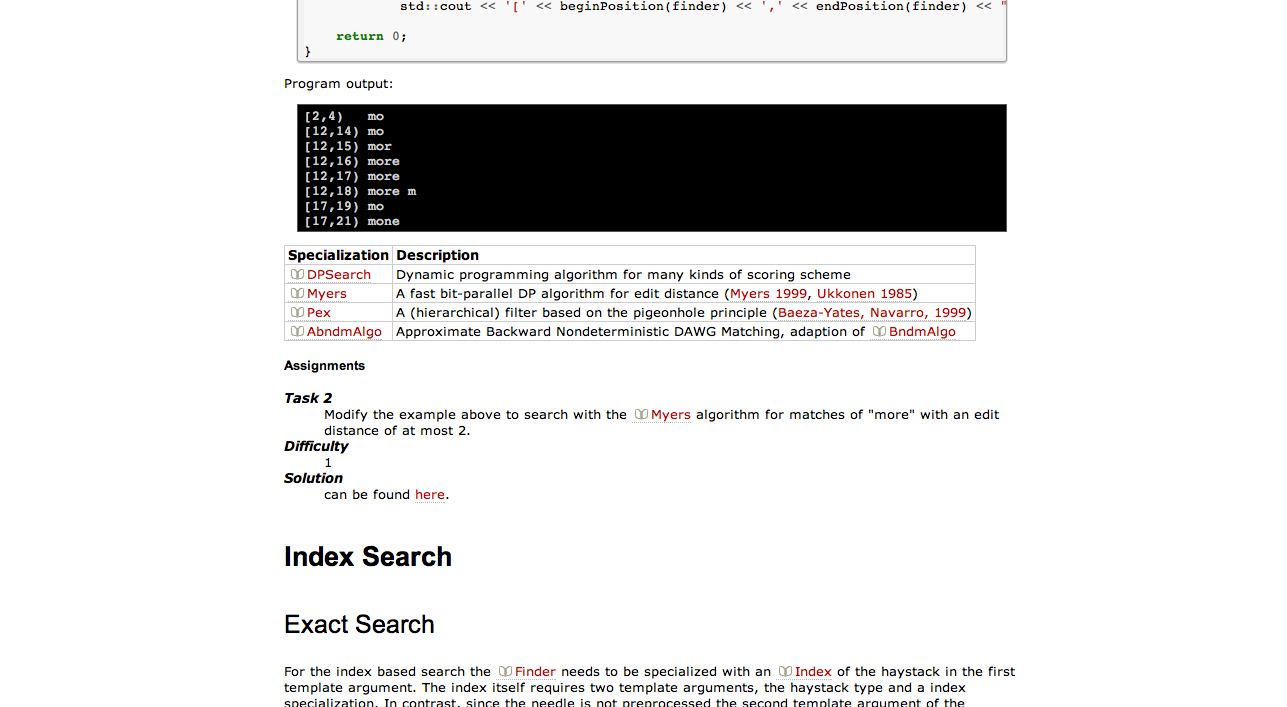 std::cout << '[' << beginPosition(finder) << ',' << endPosition(finder) << "
return 0;
}
Program output:
[2,4)   mo
[12,14) mo
[12,15) mor
[12,16) more
[12,17) more
[12,18) more m
[17,19) mo
[17,21) mone
Specialization Description
DPSearch Dynamic programming algorithm for many kinds of scoring scheme
Myers A fast bit-parallel DP algorithm for edit distance (Myers 1999, Ukkonen 1985)
Pex A (hierarchical) filter based on the pigeonhole principle (Baeza-Yates, Navarro, 1999)
AbndmAlgo Approximate Backward Nondeterministic DAWG Matching, adaption of BndmAlgo
Assignments
Task 2
Modify the example above to search with the Myers algorithm for matches of "more" with an edit
distance of at most 2.
Difficulty
1
Solution
can be found here.
Index Search
Exact Search
For the index based search the Finder needs to be specialized with an Index of the haystack in the first
template argument. The index itself requires two template arguments, the haystack type and a index
specialization. In contrast, since the needle is not preprocessed the second template argument of the